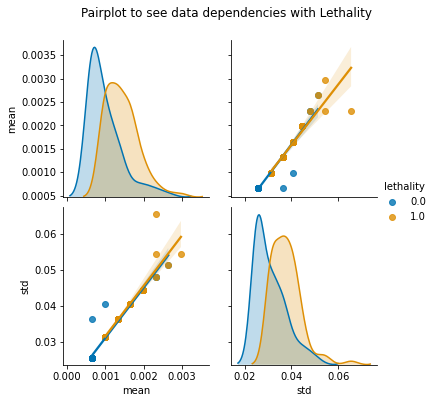 Pairplot to see data dependencies with Lethality
0.0035
0.0030
0.0025
0.0020
0.0015
0.0010
0.0005
mean
lethality
0.0
1.0
0.06
0.05
0.04
0.03
std
0.000 0.001 0.002 0.003
mean
0.02 0.04 0.06
std